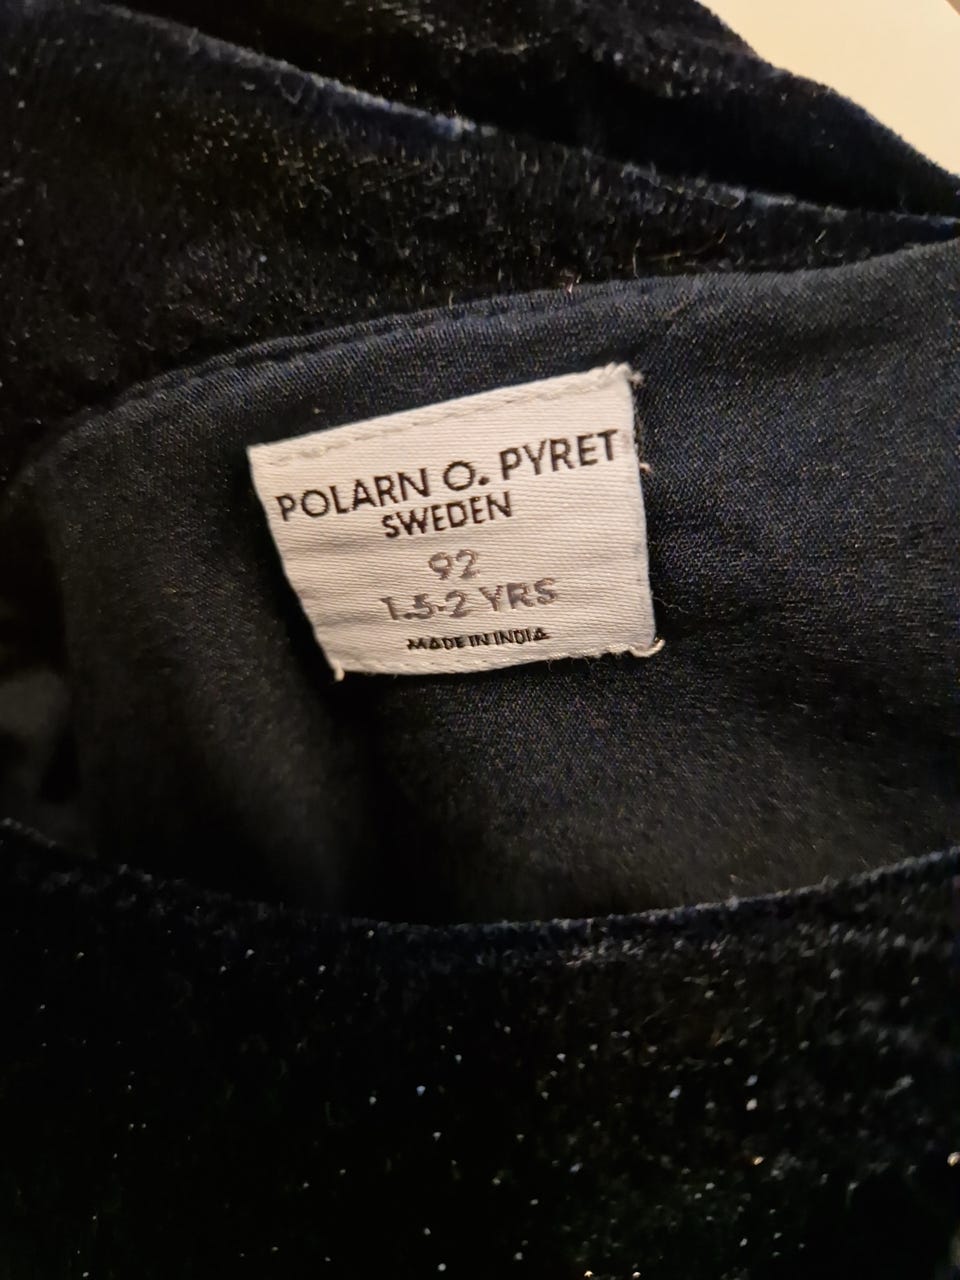 POLARN O. PYRET
SWEDEN
92
1.5-2 YRS
MADE IN INDIA